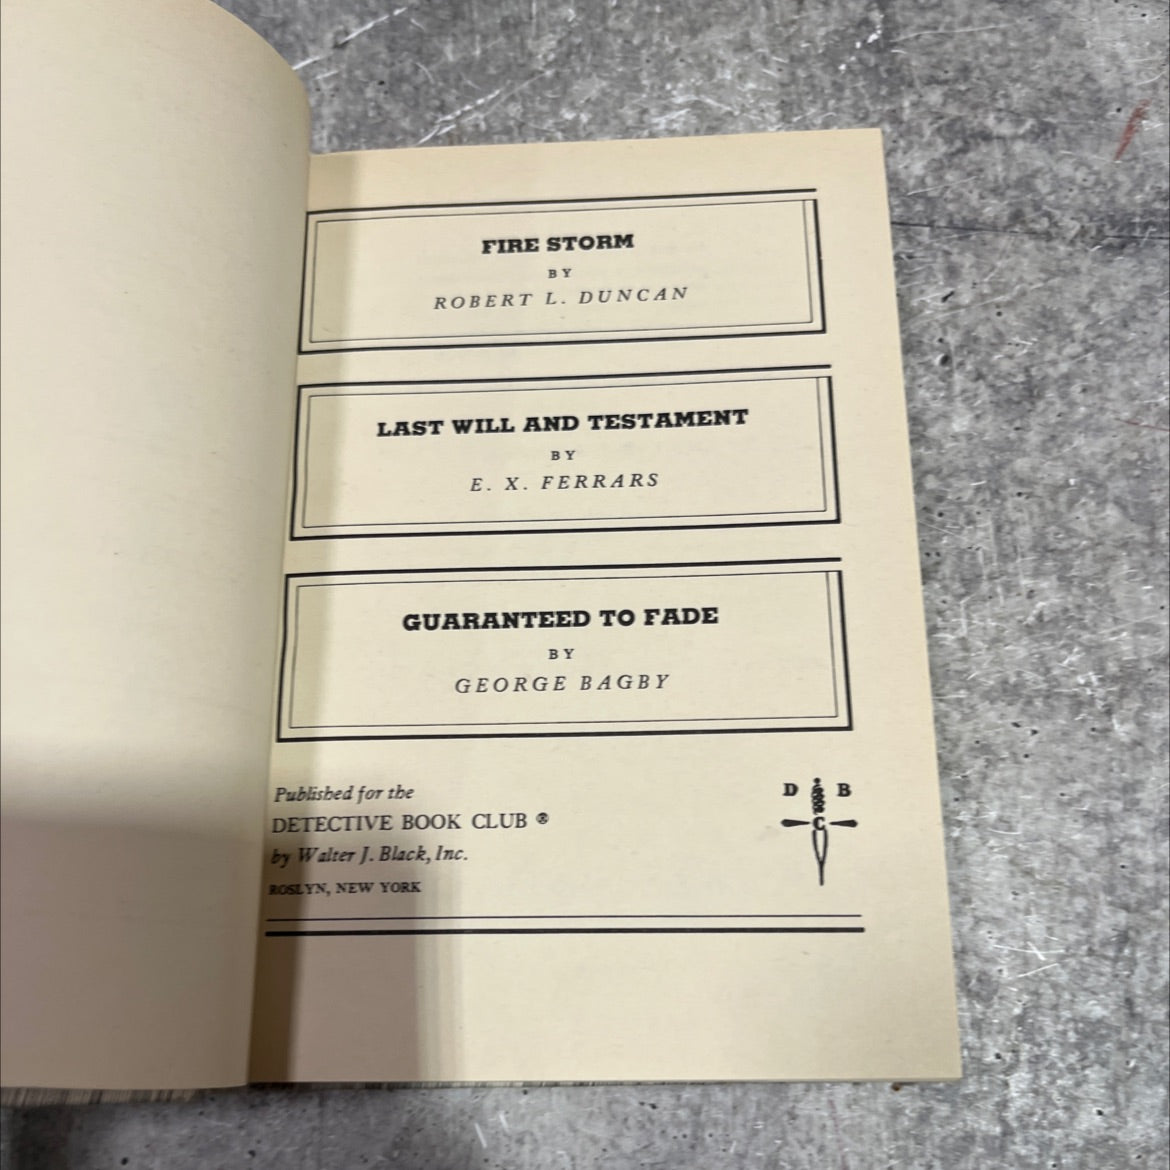 FIRE STORM
BY
ROBERT L. DUNCAN
LAST WILL AND TESTAMENT
BY
E. X. FERRARS
GUARANTEED TO FADE
BY
GEORGE BAGBY
Published for the
DETECTIVE BOOK CLUB ®
by Walter J. Black, Inc.
ROSLYN, NEW YORK
D B
C